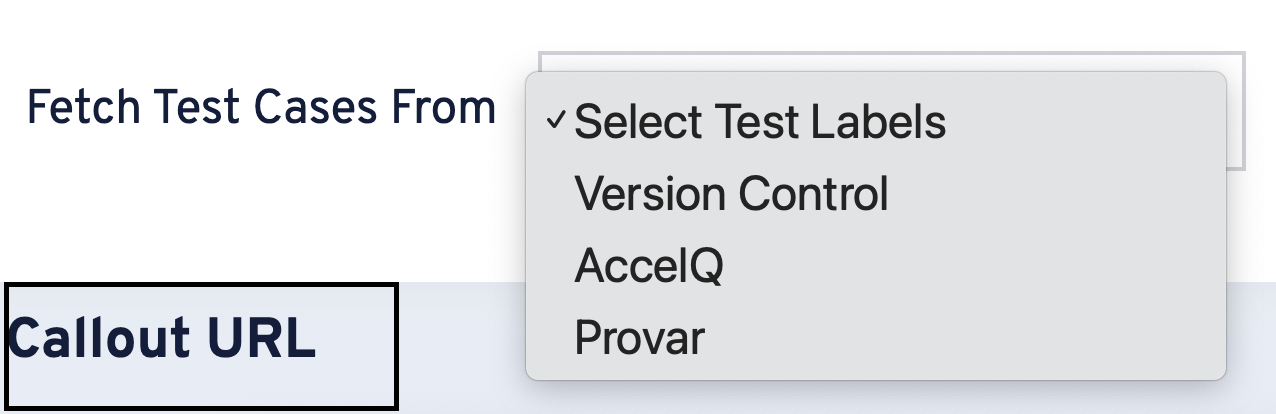 Fetch Test Cases From
✓ Select Test Labels
Version Control
AccelQ
Provar
Callout URL